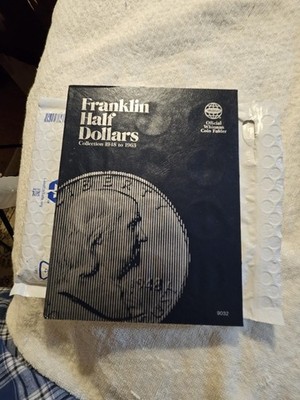 Franklin
Half
Dollars
Collection 1948 to 1963
Official
Whitman
Coin Folder
LIBERTY
1948
9032